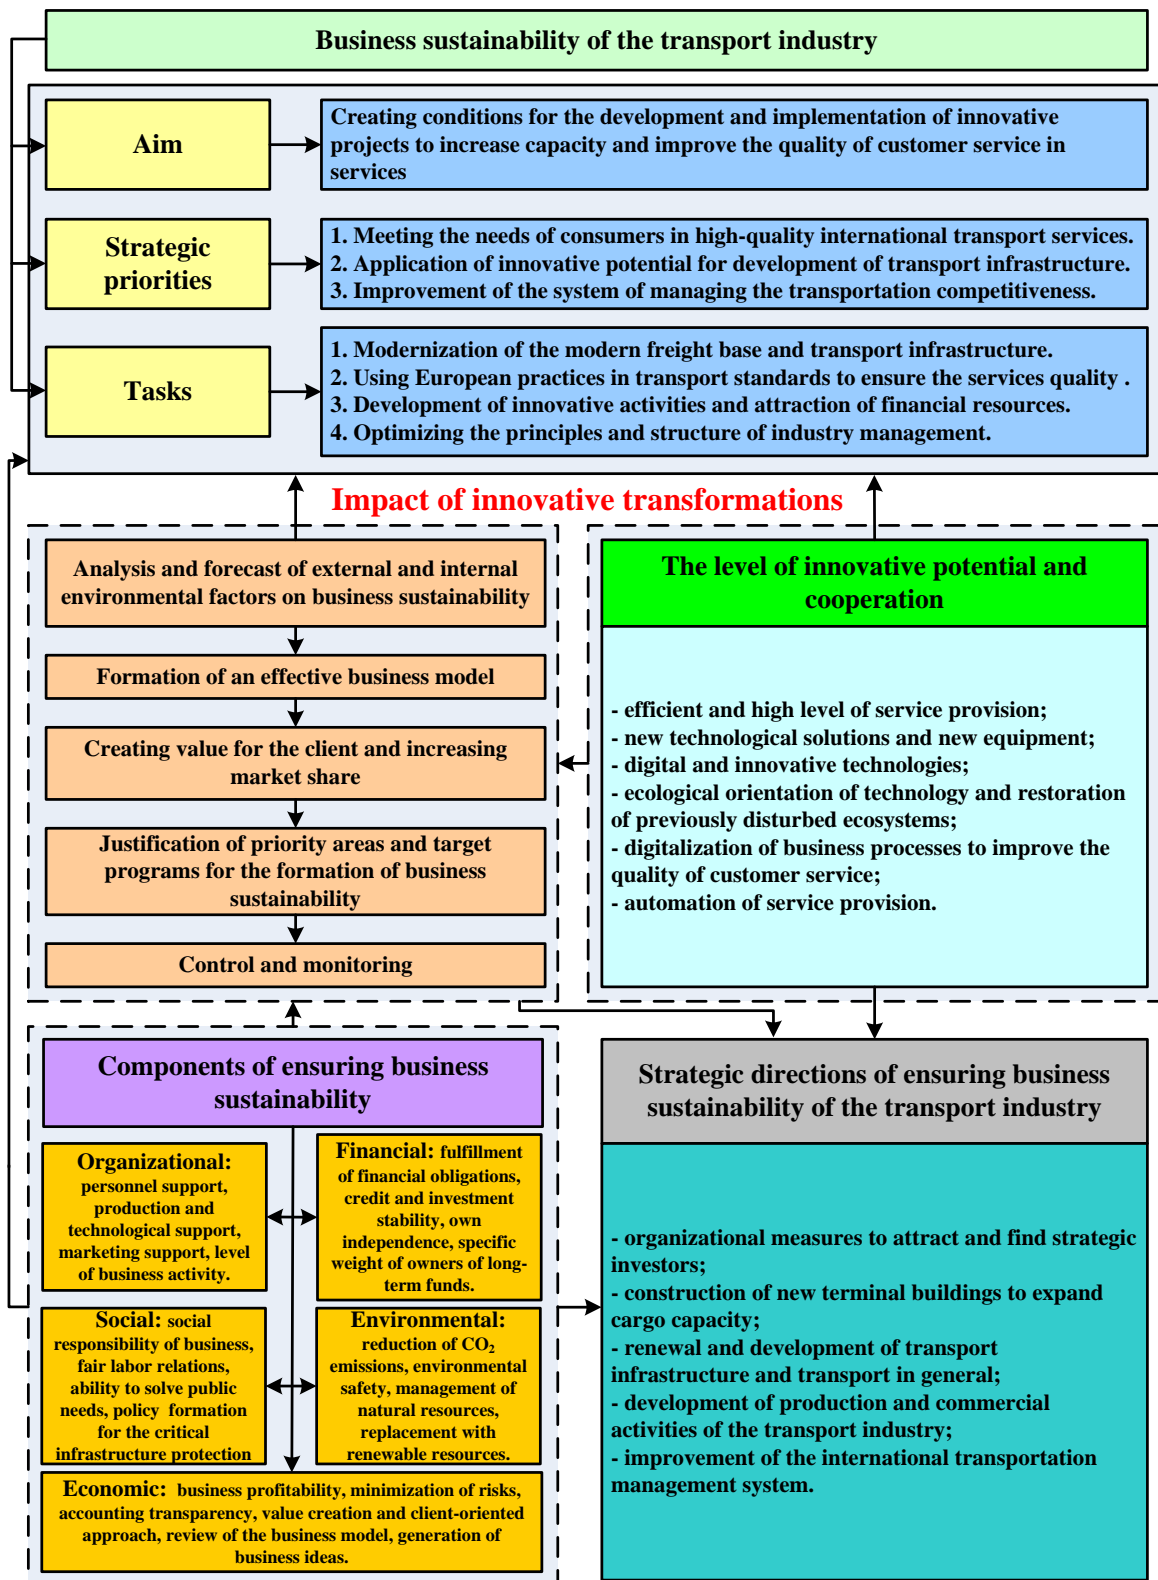 Business sustainability of the transport industry
Aim
Creating conditions for the development and implementation of innovative
projects to increase capacity and improve the quality of customer service in
services
Strategic
priorities
1. Meeting the needs of consumers in high-quality international transport services.
2. Application of innovative potential for development of transport infrastructure.
3. Improvement of the system of managing the transportation competitiveness.
Tasks
1. Modernization of the modern freight base and transport infrastructure.
2. Using European practices in transport standards to ensure the services quality .
3. Development of innovative activities and attraction of financial resources.
4. Optimizing the principles and structure of industry management.
Impact of innovative transformations
Analysis and forecast of external and internal
environmental factors on business sustainability
Formation of an effective business model
Creating value for the client and increasing
market share
Justification of priority areas and target
programs for the formation of business
sustainability
Control and monitoring
The level of innovative potential and
cooperation
- efficient and high level of service provision;
- new technological solutions and new equipment;
- digital and innovative technologies;
- ecological orientation of technology and restoration
of previously disturbed ecosystems;
- digitalization of business processes to improve the
quality of customer service;
- automation of service provision.
Components of ensuring business
sustainability
Organizational:
personnel support,
production and
technological support,
marketing support, level
of business activity.
Financial: fulfillment
of financial obligations,
credit and investment
stability, own
independence, specific
weight of owners of long-
term funds.
Social: social
responsibility of business,
fair labor relations,
ability to solve public
needs, policy formation
for the critical
infrastructure protection
Environmental:
reduction of CO₂
emissions, environmental
safety, management of
natural resources,
replacement with
renewable resources.
Economic: business profitability, minimization of risks,
accounting transparency, value creation and client-oriented
approach, review of the business model, generation of
business ideas.
Strategic directions of ensuring business
sustainability of the transport industry
- organizational measures to attract and find strategic
investors;
- construction of new terminal buildings to expand
cargo capacity;
- renewal and development of transport
infrastructure and transport in general;
- development of production and commercial
activities of the transport industry;
- improvement of the international transportation
management system.